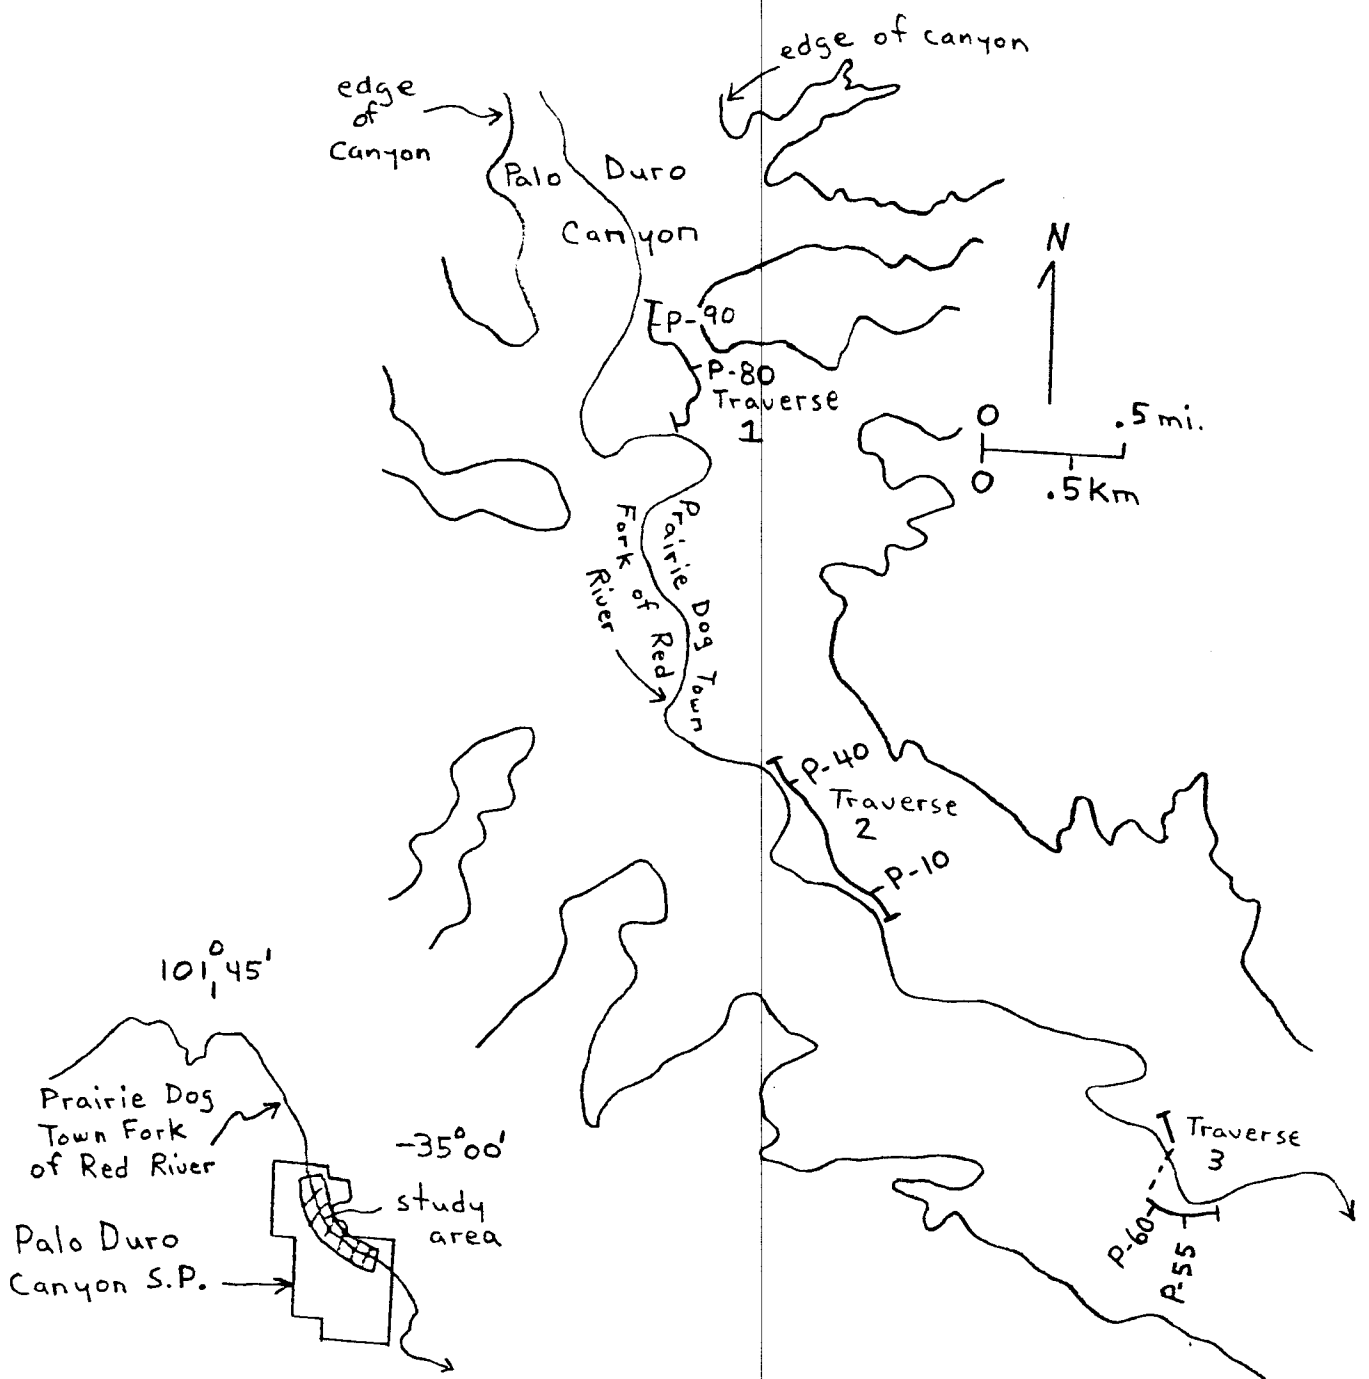 edge of canyon
edge
of
Canyon
Palo Duro
Canyon
N
P-90
P-80
Traverse
1
0 .5 mi.
0 .5 Km
Prairie Dog Town
Fork of Red
River
P-40
Traverse
2
P-10
101°45'
Prairie Dog
Town Fork
of Red River
-35°00'
study
area
Palo Duro
Canyon S.P.
Traverse
3
P-60
P-55